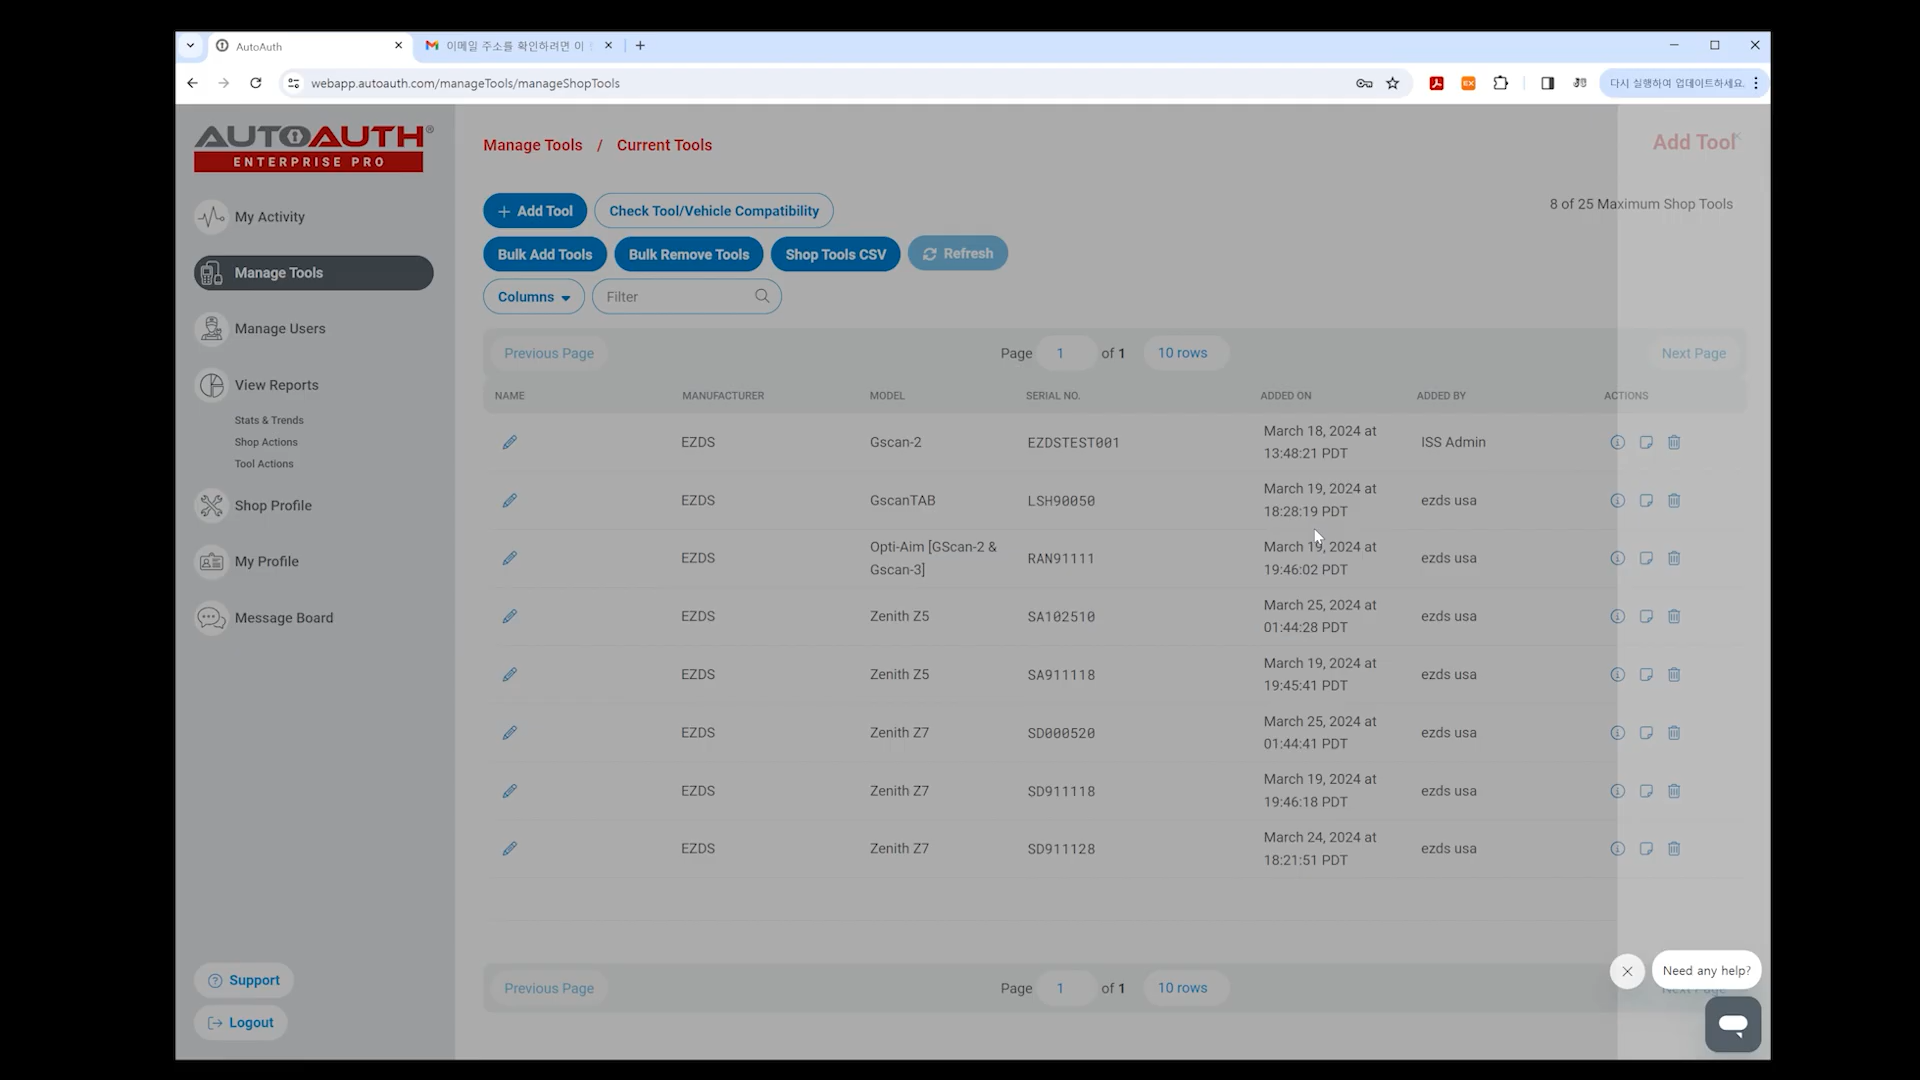 AutoAuth
이메일 주소를 확인하려면 이
webapp.autoauth.com/manageTools/manageShopTools
다시 실행하여 업데이트하세요.
AUTOAUTH®
ENTERPRISE PRO
My Activity
Manage Tools
Manage Users
View Reports
Stats & Trends
Shop Actions
Tool Actions
Shop Profile
My Profile
Message Board
Support
Logout
Manage Tools / Current Tools
Add Tool
+ Add Tool
Check Tool/Vehicle Compatibility
8 of 25 Maximum Shop Tools
Bulk Add Tools
Bulk Remove Tools
Shop Tools CSV
Refresh
Columns
Filter
Previous Page
Page 1 of 1
10 rows
Next Page
NAME MANUFACTURER MODEL SERIAL NO. ADDED ON ADDED BY ACTIONS
EZDS Gscan-2 EZDSTEST001 March 18, 2024 at ISS Admin
13:48:21 PDT
EZDS GscanTAB LSH90050 March 19, 2024 at ezds usa
18:28:19 PDT
EZDS Opti-Aim [GScan-2 & RAN91111 March 19, 2024 at ezds usa
Gscan-3] 19:46:02 PDT
EZDS Zenith Z5 SA102510 March 25, 2024 at ezds usa
01:44:28 PDT
EZDS Zenith Z5 SA911118 March 19, 2024 at ezds usa
19:45:41 PDT
EZDS Zenith Z7 SD000520 March 25, 2024 at ezds usa
01:44:41 PDT
EZDS Zenith Z7 SD911118 March 19, 2024 at ezds usa
19:46:18 PDT
EZDS Zenith Z7 SD911128 March 24, 2024 at ezds usa
18:21:51 PDT
Previous Page
Page 1 of 1
10 rows
Next Page
Need any help?